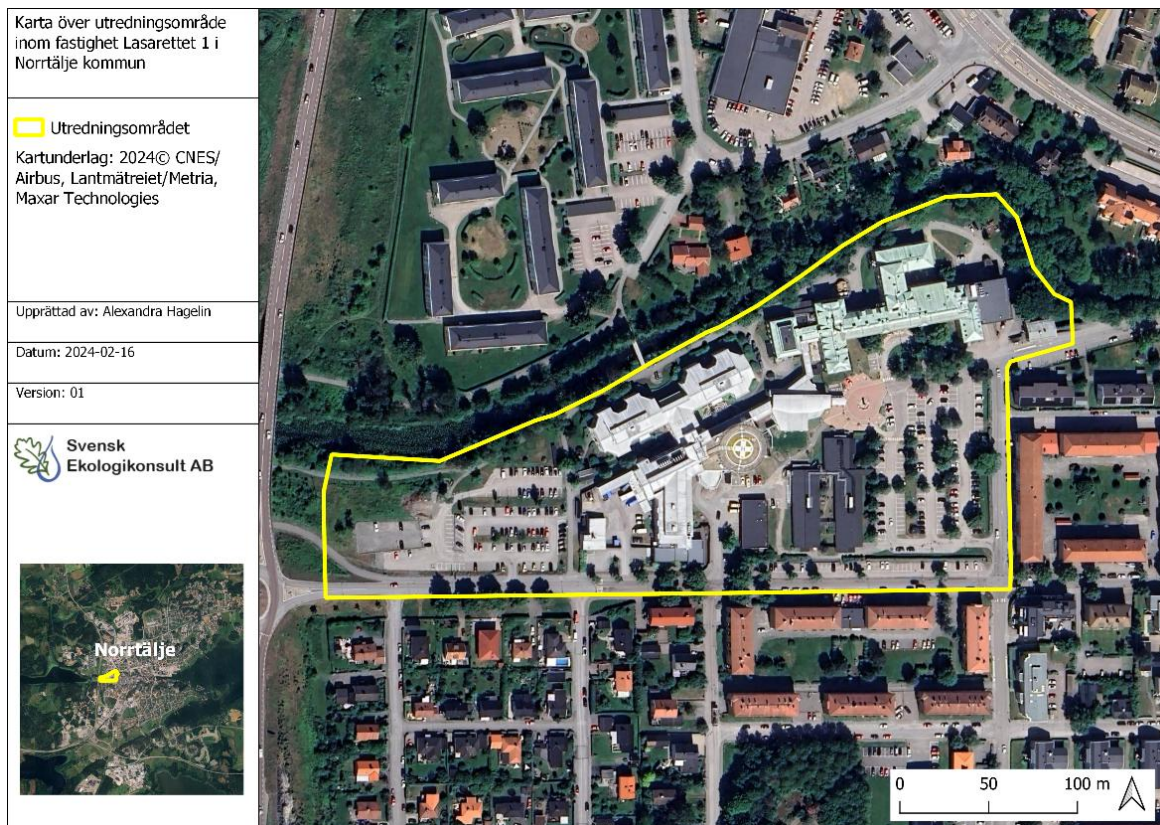 Karta över utredningsområde
inom fastighet Lasarettet 1 i
Norrtälje kommun
Utredningsområdet
Kartunderlag: 2024© CNES/
Airbus, Lantmätreiet/Metria,
Maxar Technologies
Upprättad av: Alexandra Hagelin
Datum: 2024-02-16
Version: 01
Svensk
Ekologikonsult AB
Norrtälje
0 50 100 m